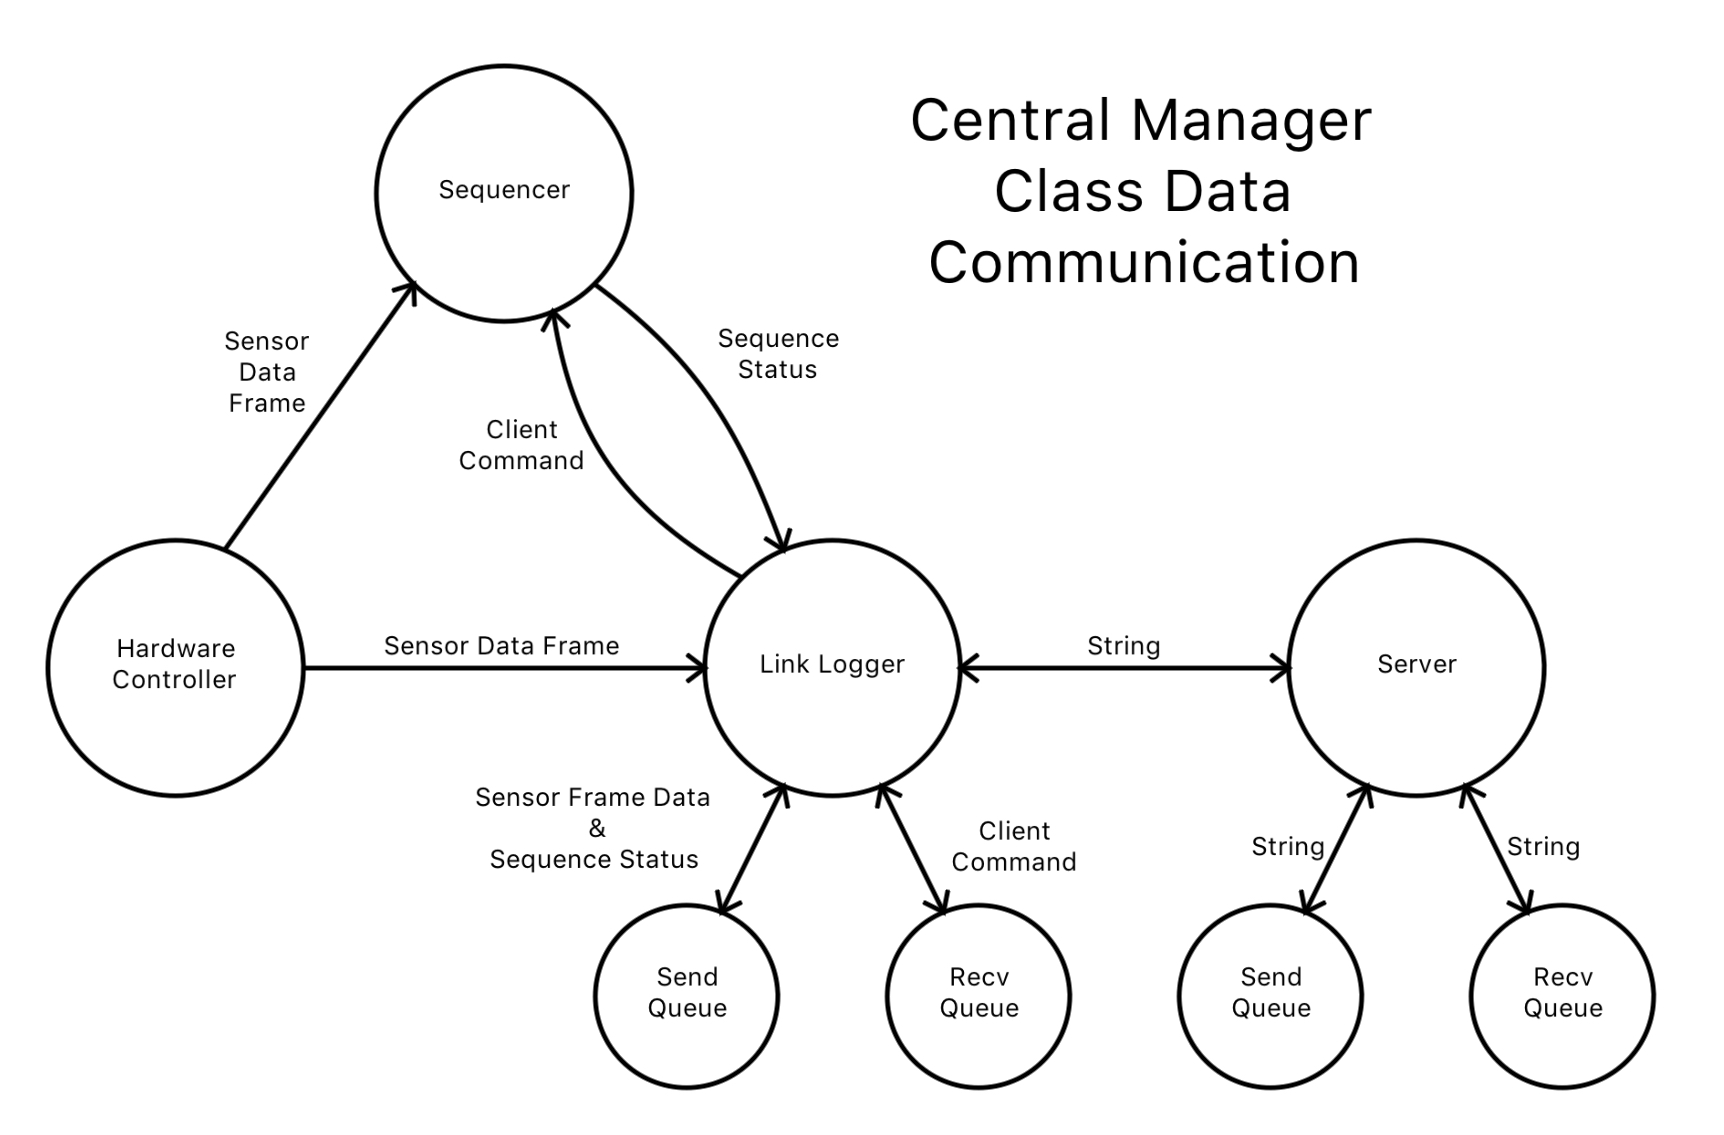 Central Manager
Class Data
Communication
Sequencer
Sensor
Data
Frame
Sequence
Status
Client
Command
Hardware
Controller
Sensor Data Frame
Link Logger
String
Server
Sensor Frame Data
&
Sequence Status
Client
Command
String
String
Send
Queue
Recv
Queue
Send
Queue
Recv
Queue